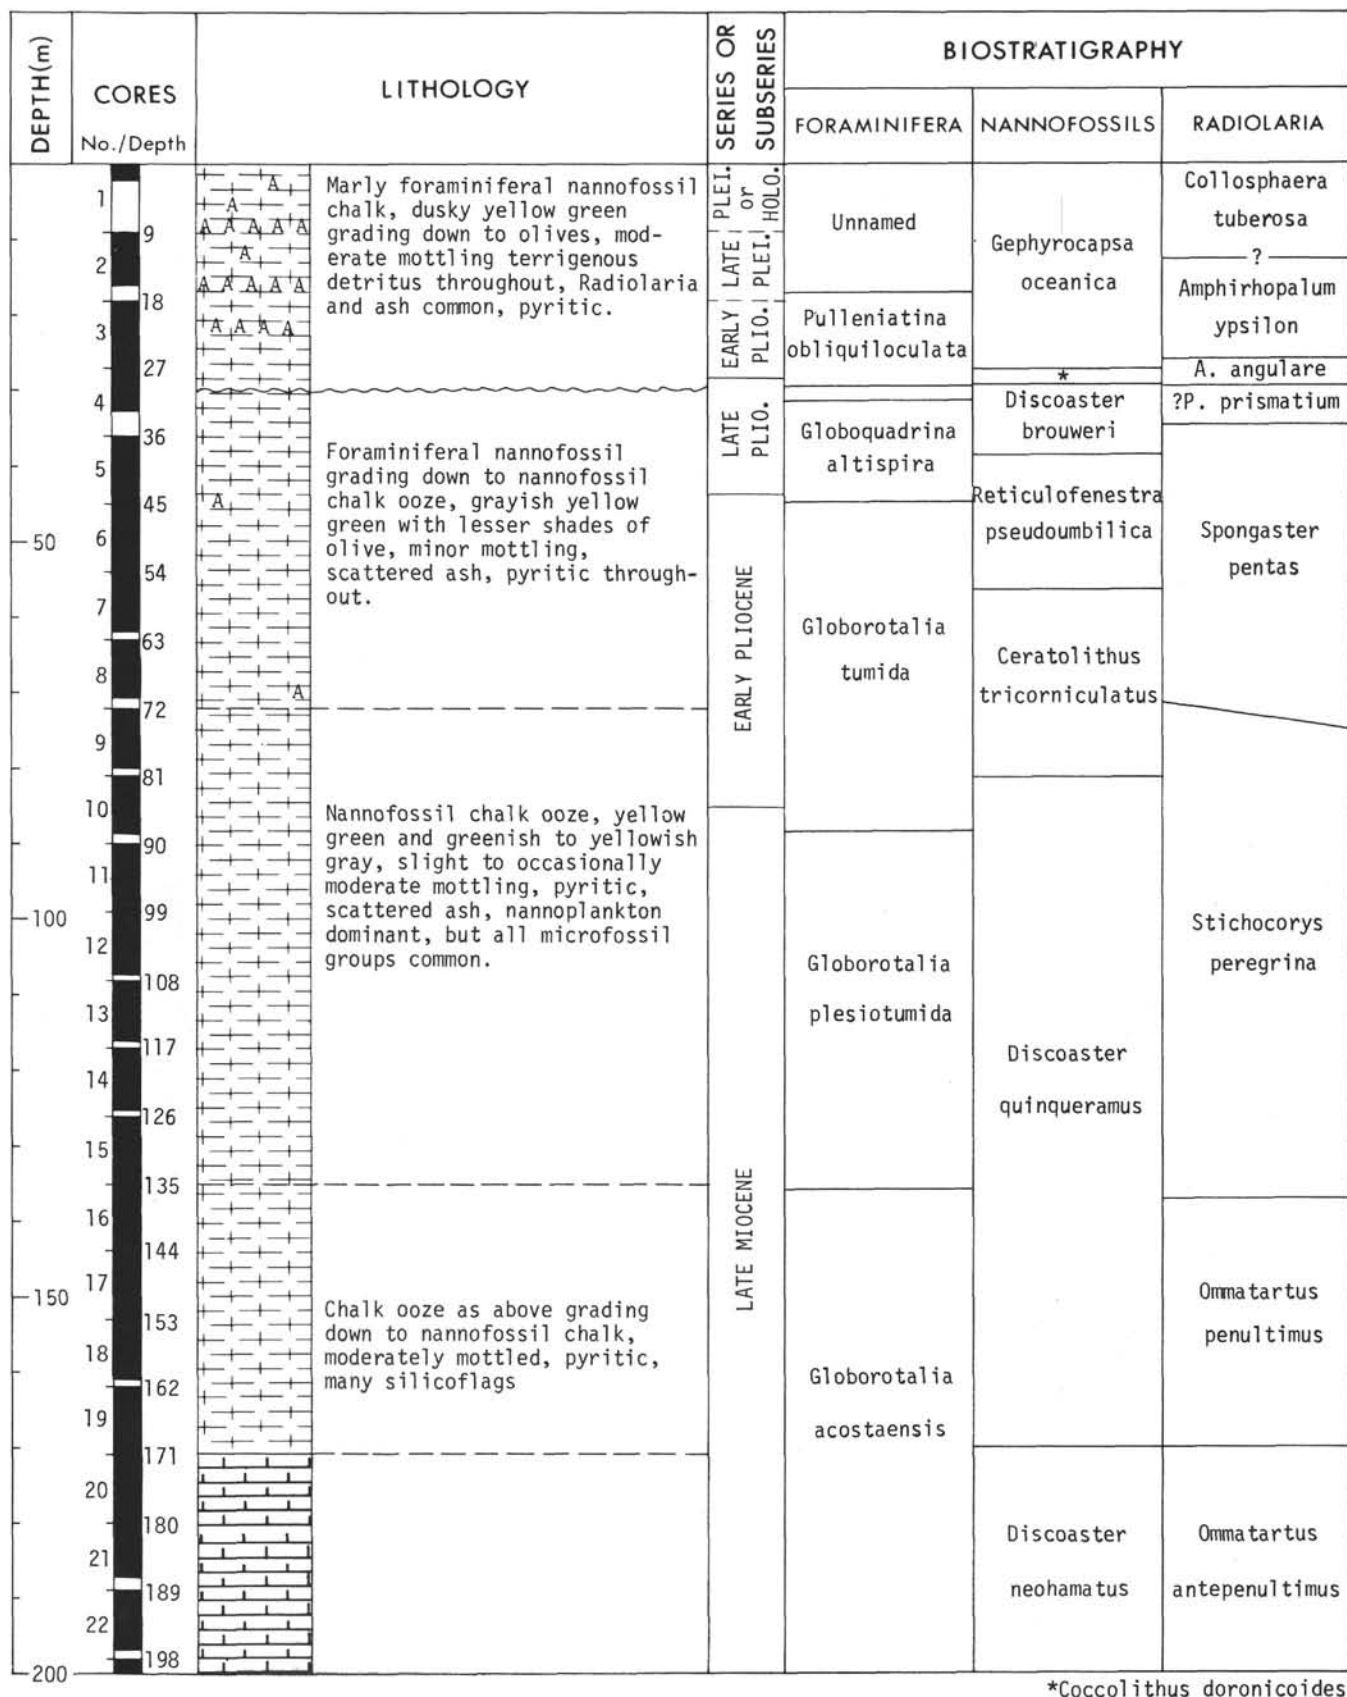 DEPTH(m)
CORES
No./Depth
LITHOLOGY
SERIES OR
SUBSERIES
BIOSTRATIGRAPHY
FORAMINIFERA
NANNOFOSSILS
RADIOLARIA
50
100
150
200
1
9
2
18
3
27
4
36
5
45
6
54
7
63
8
72
9
81
10
90
11
99
12
108
13
117
14
126
15
135
16
144
17
153
18
162
19
171
20
180
21
189
22
198
A
A
A A A A A
A
A A A A A
A A A A
A
A
Marly foraminiferal nannofossil
chalk, dusky yellow green
grading down to olives, mod-
erate mottling terrigenous
detritus throughout, Radiolaria
and ash common, pyritic.
Foraminiferal nannofossil
grading down to nannofossil
chalk ooze, grayish yellow
green with lesser shades of
olive, minor mottling,
scattered ash, pyritic through-
out.
Nannofossil chalk ooze, yellow
green and greenish to yellowish
gray, slight to occasionally
moderate mottling, pyritic,
scattered ash, nannoplankton
dominant, but all microfossil
groups common.
Chalk ooze as above grading
down to nannofossil chalk,
moderately mottled, pyritic,
many silicoflags
PLEI.
or
HOLO.
LATE
PLEI.
EARLY
PLIO.
LATE
PLIO.
EARLY PLIOCENE
LATE MIOCENE
Unnamed
Pulleniatina
obliquiloculata
Globoquadrina
altispira
Globorotalia
tumida
Globorotalia
plesiotumida
Globorotalia
acostaensis
Gephyrocapsa
oceanica
*
Discoaster
brouweri
Reticulofenestra
pseudoumbilica
Ceratolithus
tricorniculatus
Discoaster
quinqueramus
Discoaster
neohamatus
Collosphaera
tuberosa
?
Amphirhopalum
ypsilon
A. angulare
?P. prismatium
Spongaster
pentas
Stichocorys
peregrina
Ommatartus
penultimus
Ommatartus
antepenultimus
*Coccolithus doronicoides